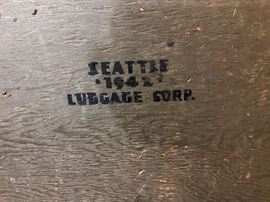 SEATTLE
• 1942 •
LUGGAGE CORP.